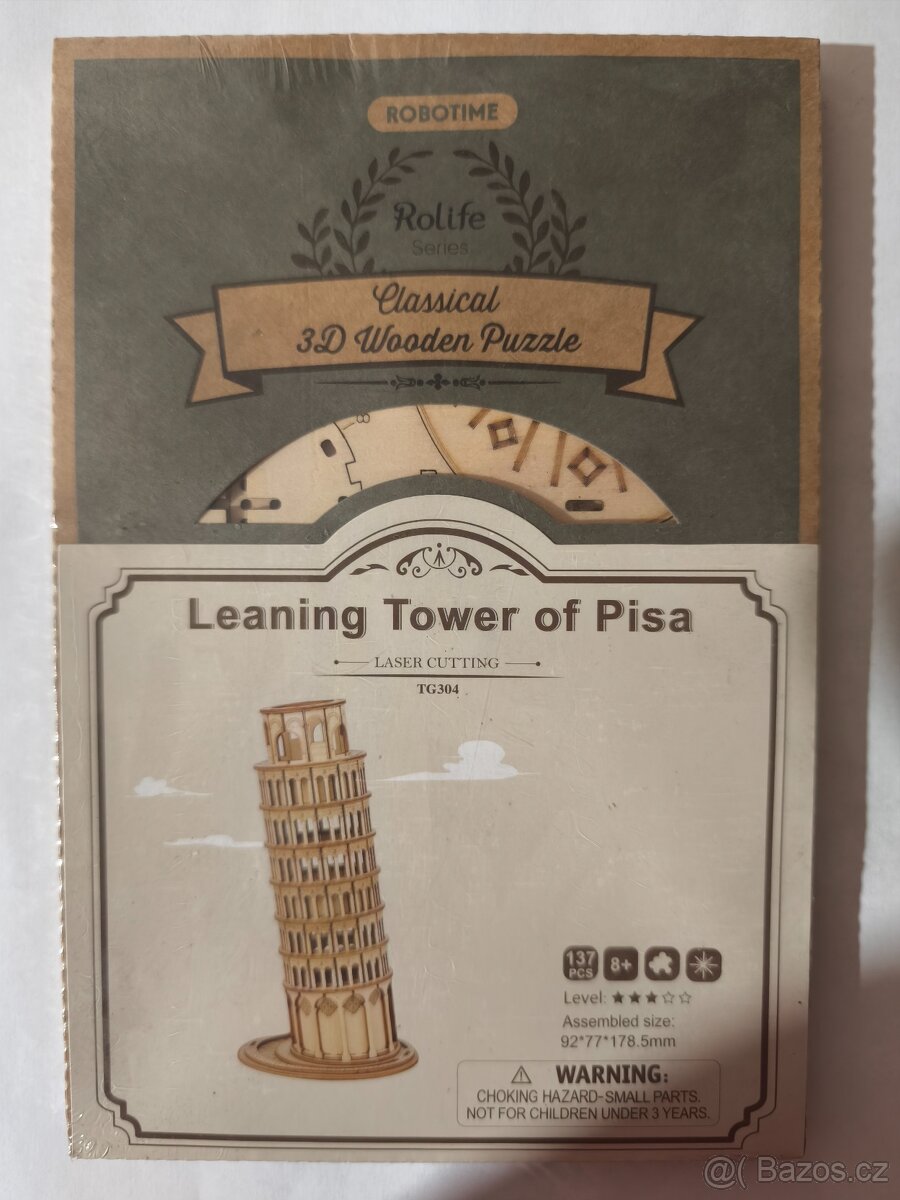 ROBOTIME
Rolife
Series
Classical
3D Wooden Puzzle
8
Leaning Tower of Pisa
LASER CUTTING
TG304
137
PCS
8+
Level: ★★★☆☆
Assembled size:
92*77*178.5mm
⚠ WARNING:
CHOKING HAZARD-SMALL PARTS.
NOT FOR CHILDREN UNDER 3 YEARS.
@( Bazos.cz